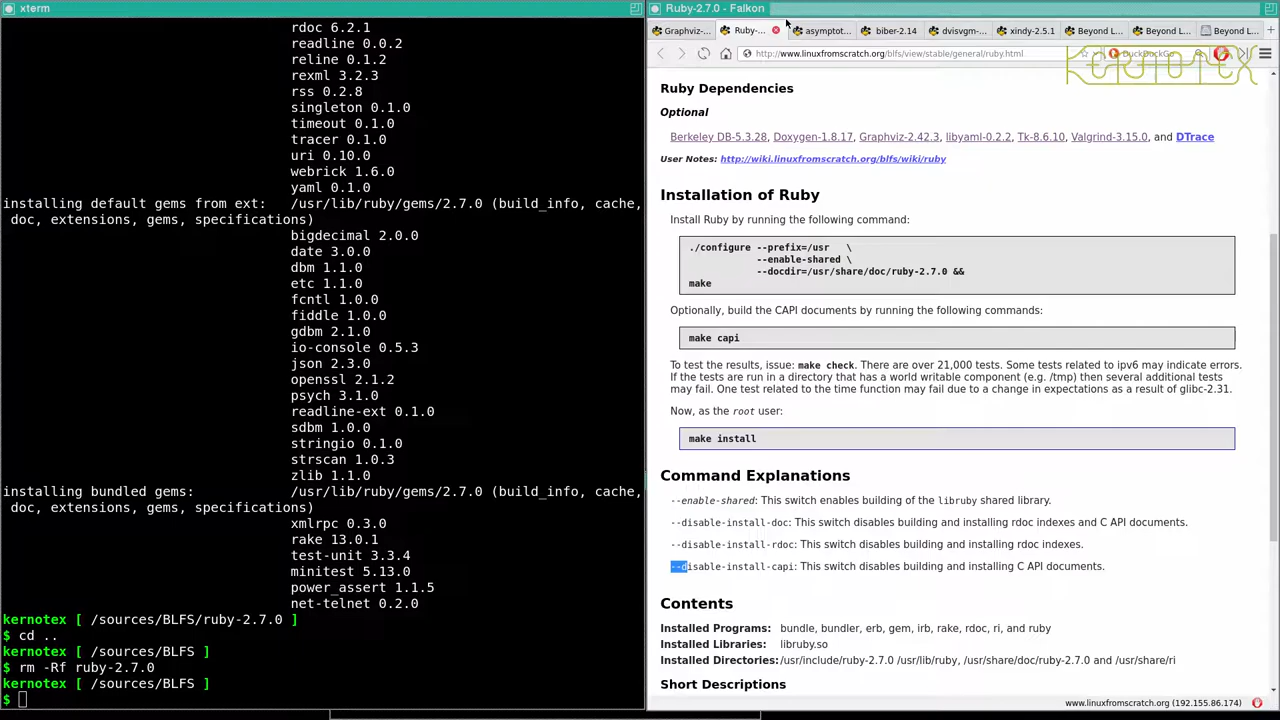 xterm
rdoc 6.2.1
readline 0.0.2
reline 0.1.2
rexml 3.2.3
rss 0.2.8
singleton 0.1.0
timeout 0.1.0
tracer 0.1.0
uri 0.10.0
webrick 1.6.0
yaml 0.1.0
installing default gems from ext:   /usr/lib/ruby/gems/2.7.0 (build_info, cache,
 doc, extensions, gems, specifications)
bigdecimal 2.0.0
date 3.0.0
dbm 1.1.0
etc 1.1.0
fcntl 1.0.0
fiddle 1.0.0
gdbm 2.1.0
io-console 0.5.3
json 2.3.0
openssl 2.1.2
psych 3.1.0
readline-ext 0.1.0
sdbm 1.0.0
stringio 0.1.0
strscan 1.0.3
zlib 1.1.0
installing bundled gems:            /usr/lib/ruby/gems/2.7.0 (build_info, cache,
 doc, extensions, gems, specifications)
xmlrpc 0.3.0
rake 13.0.1
test-unit 3.3.4
minitest 5.13.0
power_assert 1.1.5
net-telnet 0.2.0
kernotex [ /sources/BLFS/ruby-2.7.0 ]
$ cd ..
kernotex [ /sources/BLFS ]
$ rm -Rf ruby-2.7.0
kernotex [ /sources/BLFS ]
$
Ruby-2.7.0 - Falkon
Graphviz-... Ruby-... asymptot... biber-2.14 dvisvgm-... xindy-2.5.1 Beyond L... Beyond L... Beyond L...
http://www.linuxfromscratch.org/blfs/view/stable/general/ruby.html DuckDuckGo
KERNOTEX
Ruby Dependencies
Optional
Berkeley DB-5.3.28, Doxygen-1.8.17, Graphviz-2.42.3, libyaml-0.2.2, Tk-8.6.10, Valgrind-3.15.0, and DTrace
User Notes: http://wiki.linuxfromscratch.org/blfs/wiki/ruby
Installation of Ruby
Install Ruby by running the following command:
./configure --prefix=/usr   \
--enable-shared \
--docdir=/usr/share/doc/ruby-2.7.0 &&
make
Optionally, build the CAPI documents by running the following commands:
make capi
To test the results, issue: make check. There are over 21,000 tests. Some tests related to ipv6 may indicate errors.
If the tests are run in a directory that has a world writable component (e.g. /tmp) then several additional tests
may fail. One test related to the time function may fail due to a change in expectations as a result of glibc-2.31.
Now, as the root user:
make install
Command Explanations
--enable-shared: This switch enables building of the libruby shared library.
--disable-install-doc: This switch disables building and installing rdoc indexes and C API documents.
--disable-install-rdoc: This switch disables building and installing rdoc indexes.
--disable-install-capi: This switch disables building and installing C API documents.
Contents
Installed Programs: bundle, bundler, erb, gem, irb, rake, rdoc, ri, and ruby
Installed Libraries: libruby.so
Installed Directories: /usr/include/ruby-2.7.0 /usr/lib/ruby, /usr/share/doc/ruby-2.7.0 and /usr/share/ri
Short Descriptions
www.linuxfromscratch.org (192.155.86.174)